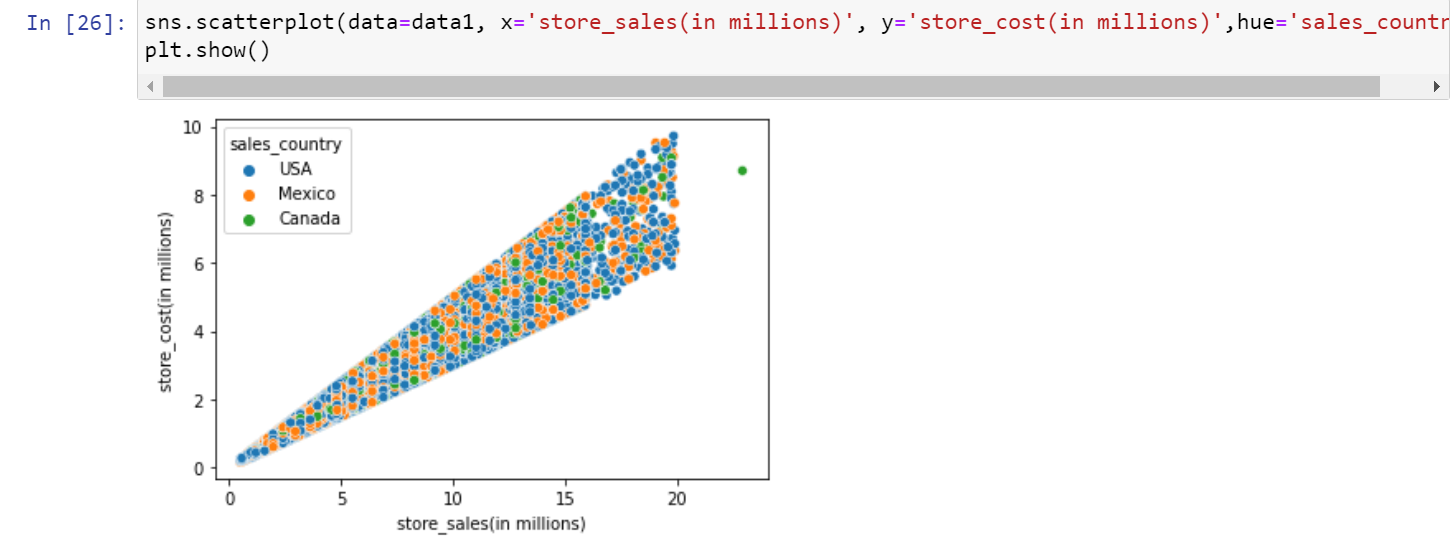 In [26]: sns.scatterplot(data=data1, x='store_sales(in millions)', y='store_cost(in millions)',hue='sales_countr
plt.show()
10
8
6
4
2
0
store_cost(in millions)
sales_country
USA
Mexico
Canada
0 5 10 15 20
store_sales(in millions)